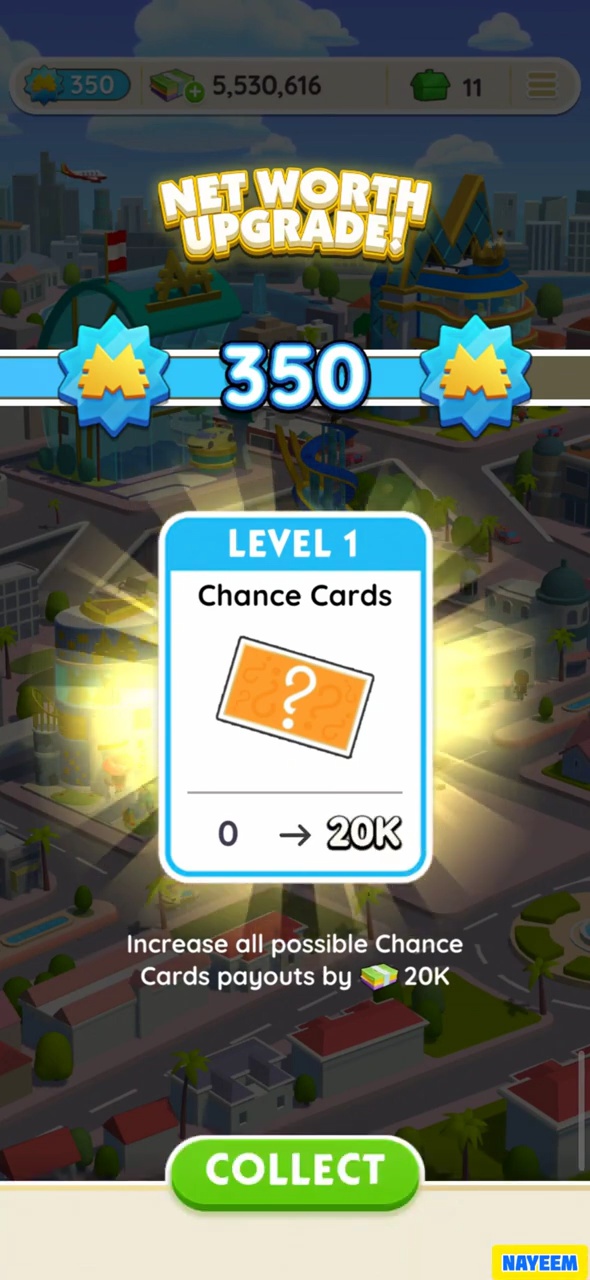 350
5,530,616
11
NET WORTH
UPGRADE!
350
LEVEL 1
Chance Cards
?
0 → 20K
Increase all possible Chance
Cards payouts by 20K
COLLECT
NAYEEM